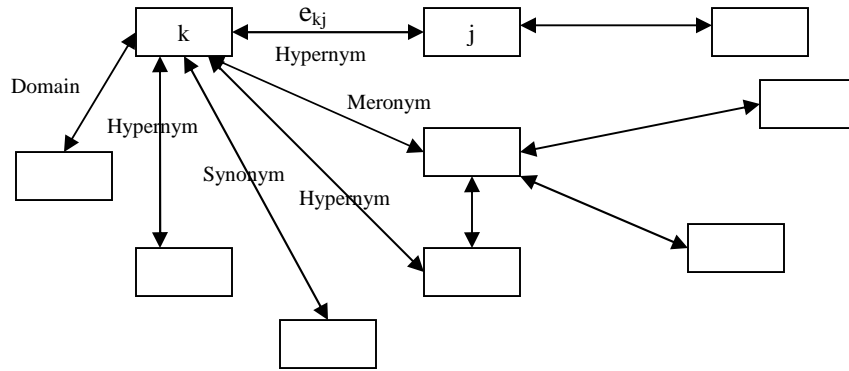 k
e_kj
Hypernym
j
Domain
Hypernym
Meronym
Synonym
Hypernym